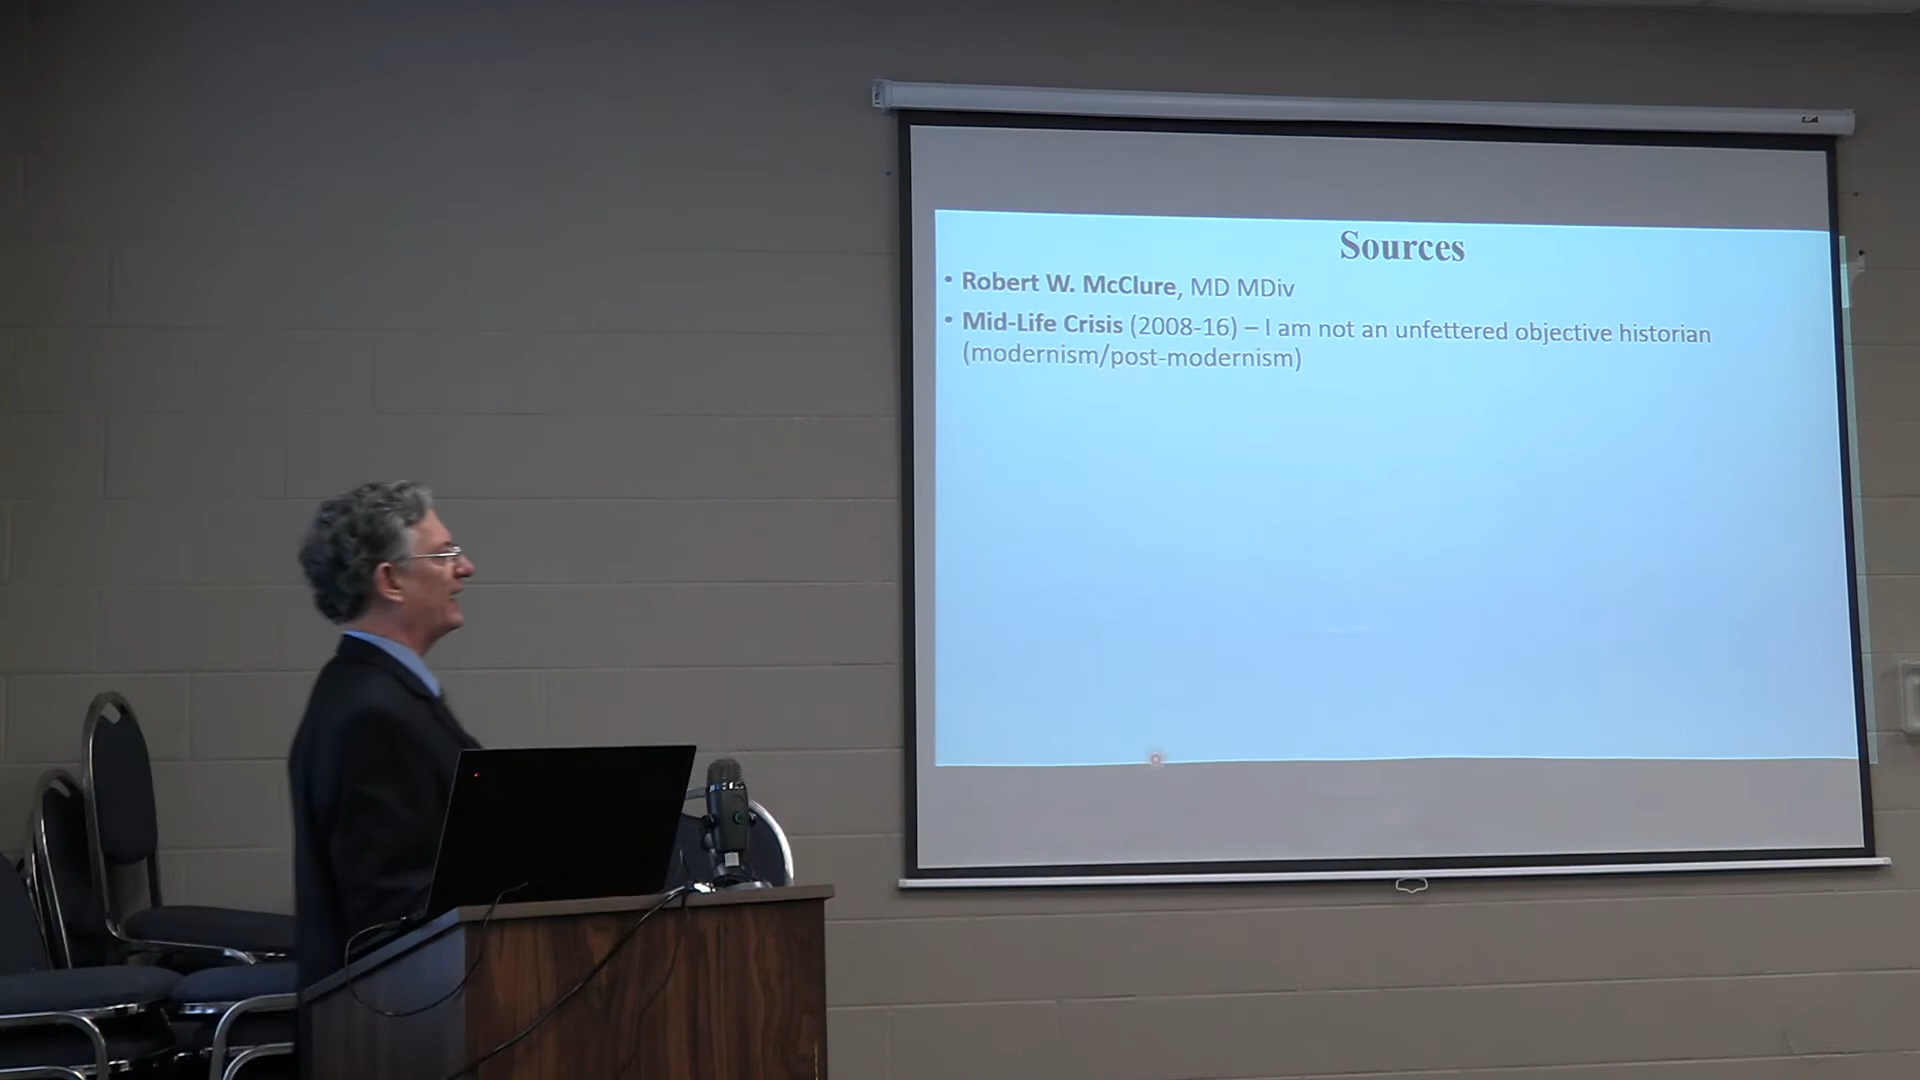 Sources
• Robert W. McClure, MD MDiv
• Mid-Life Crisis (2008-16) – I am not an unfettered objective historian
(modernism/post-modernism)